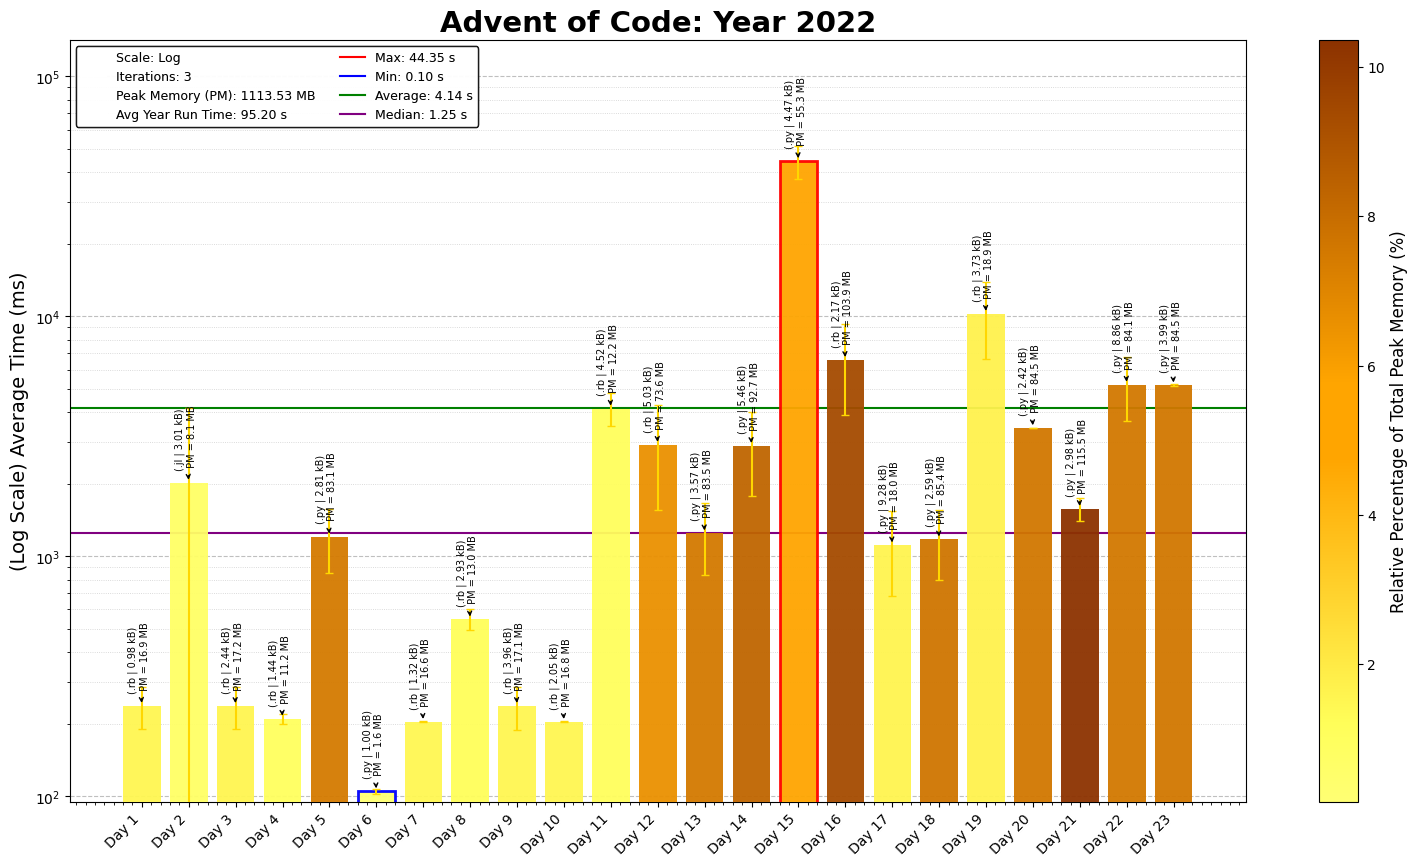 Advent of Code: Year 2022
Scale: Log
Iterations: 3
Peak Memory (PM): 1113.53 MB
Avg Year Run Time: 95.20 s
Max: 44.35 s
Min: 0.10 s
Average: 4.14 s
Median: 1.25 s
(Log Scale) Average Time (ms)
10^5
10^4
10^3
10^2
(.rb | 0.98 kB)
PM = 16.9 MB
(.jl | 3.01 kB)
PM = 8.1 MB
(.rb | 2.44 kB)
PM = 17.2 MB
(.rb | 1.44 kB)
PM = 11.2 MB
(.py | 2.81 kB)
PM = 83.1 MB
(.py | 1.00 kB)
PM = 1.6 MB
(.rb | 1.32 kB)
PM = 16.6 MB
(.rb | 2.93 kB)
PM = 13.0 MB
(.rb | 3.96 kB)
PM = 17.1 MB
(.rb | 2.05 kB)
PM = 16.8 MB
(.rb | 4.52 kB)
PM = 12.2 MB
(.rb | 5.03 kB)
PM = 73.6 MB
(.py | 3.57 kB)
PM = 83.5 MB
(.py | 5.46 kB)
PM = 92.7 MB
(.py | 4.47 kB)
PM = 55.3 MB
(.rb | 2.17 kB)
PM = 103.9 MB
(.py | 9.28 kB)
PM = 18.0 MB
(.py | 2.59 kB)
PM = 85.4 MB
(.rb | 3.73 kB)
PM = 18.9 MB
(.py | 2.42 kB)
PM = 84.5 MB
(.py | 2.98 kB)
PM = 115.5 MB
(.py | 8.86 kB)
PM = 84.1 MB
(.py | 3.99 kB)
PM = 84.5 MB
Day 1
Day 2
Day 3
Day 4
Day 5
Day 6
Day 7
Day 8
Day 9
Day 10
Day 11
Day 12
Day 13
Day 14
Day 15
Day 16
Day 17
Day 18
Day 19
Day 20
Day 21
Day 22
Day 23
10
8
6
4
2
Relative Percentage of Total Peak Memory (%)